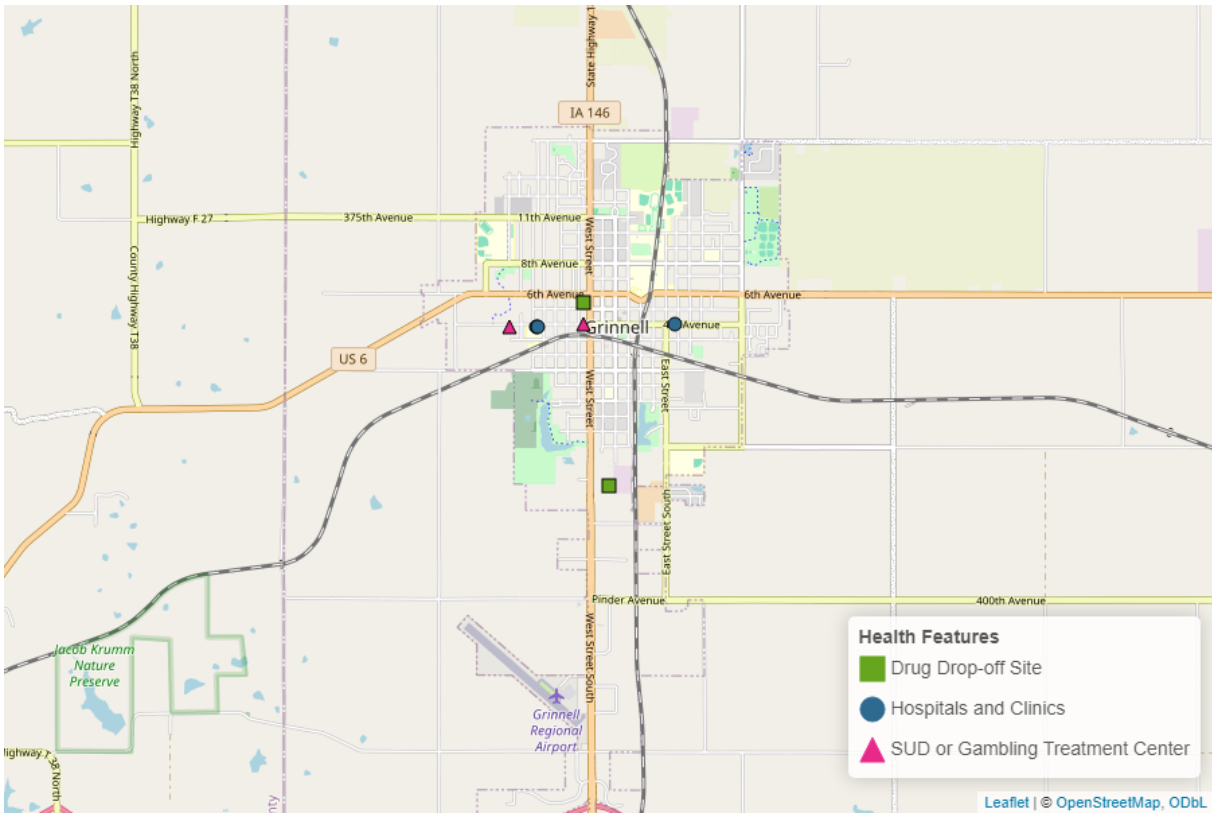 Highway T38 North
State Highway 1
IA 146
Highway F 27
375th Avenue
11th Avenue
West Street
County Highway T38
8th Avenue
6th Avenue
6th Avenue
Grinnell
Avenue
US 6
West Street
East Street
East Street South
Pinder Avenue
400th Avenue
West Street South
Jacob Krumm
Nature
Preserve
Grinnell
Regional
Airport
Highway T 38 North
nty
Health Features
Drug Drop-off Site
Hospitals and Clinics
SUD or Gambling Treatment Center
Leaflet | © OpenStreetMap, ODbL